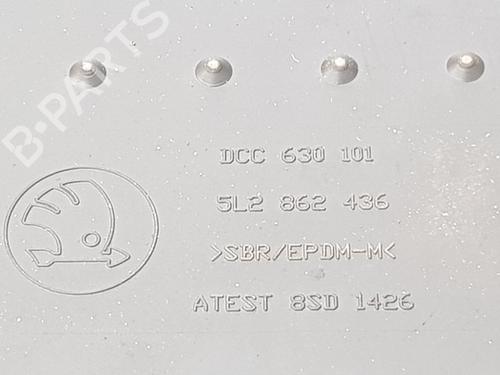 B-PARTS
DCC 630 101
5L2 862 436
>SBR/EPDM-M<
ATEST 8SD 1426